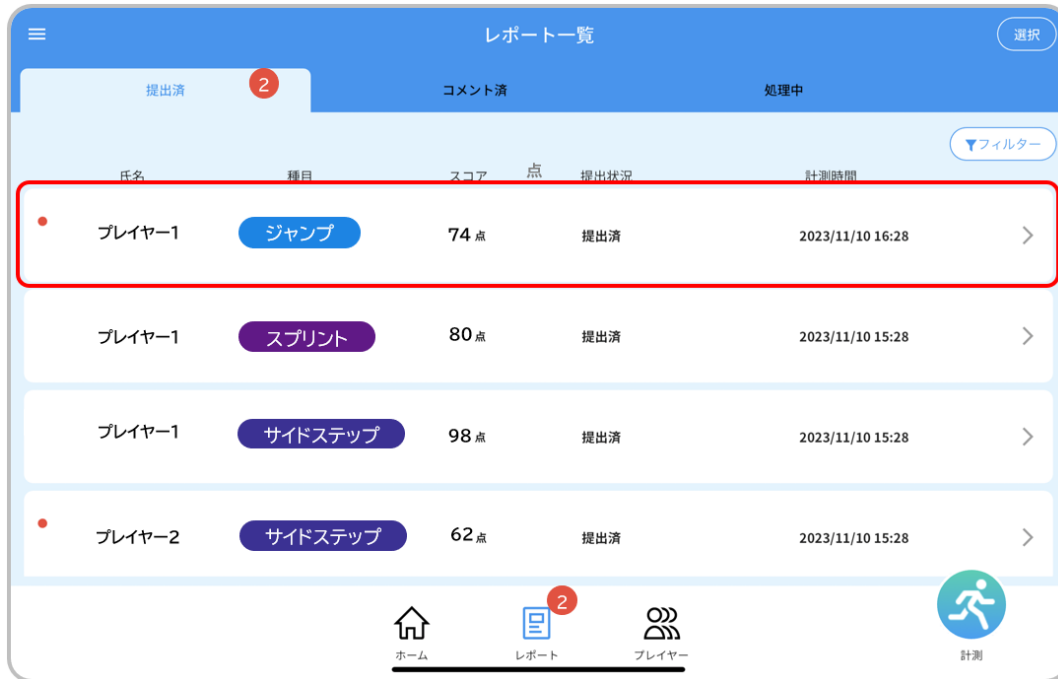 レポート一覧 選択
提出済 2 コメント済 処理中
フィルター
氏名 種目 スコア 点 提出状況 計測時間
プレイヤー1 ジャンプ 74点 提出済 2023/11/10 16:28
プレイヤー1 スプリント 80点 提出済 2023/11/10 15:28
プレイヤー1 サイドステップ 98点 提出済 2023/11/10 15:28
プレイヤー2 サイドステップ 62点 提出済 2023/11/10 15:28
2
ホーム レポート プレイヤー 計測